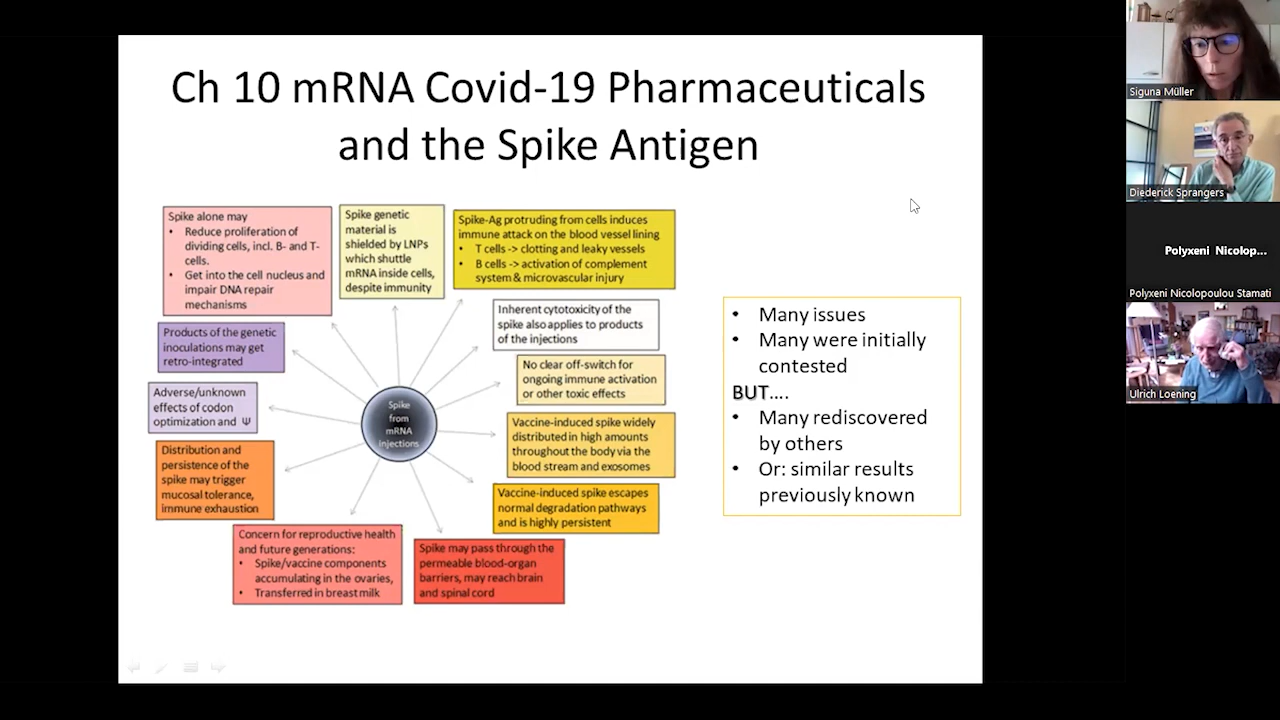 Ch 10 mRNA Covid-19 Pharmaceuticals
and the Spike Antigen
Spike alone may
• Reduce proliferation of
dividing cells, incl. B- and T-
cells.
• Get into the cell nucleus and
impair DNA repair
mechanisms
Spike genetic
material is
shielded by LNPs
which shuttle
mRNA inside cells,
despite immunity
Spike-Ag protruding from cells induces
immune attack on the blood vessel lining
• T cells -> clotting and leaky vessels
• B cells -> activation of complement
system & microvascular injury
Inherent cytotoxicity of the
spike also applies to products
of the injections
No clear off-switch for
ongoing immune activation
or other toxic effects
Vaccine-induced spike widely
distributed in high amounts
throughout the body via the
blood stream and exosomes
Vaccine-induced spike escapes
normal degradation pathways
and is highly persistent
Spike may pass through the
permeable blood-organ
barriers, may reach brain
and spinal cord
Concern for reproductive health
and future generations:
• Spike/vaccine components
accumulating in the ovaries,
• Transferred in breast milk
Distribution and
persistence of the
spike may trigger
mucosal tolerance,
immune exhaustion
Adverse/unknown
effects of codon
optimization and Ψ
Products of the genetic
inoculations may get
retro-integrated
Spike
from
mRNA
injections
• Many issues
• Many were initially
contested
BUT....
• Many rediscovered
by others
• Or: similar results
previously known
Siguna Müller
Diederick Sprangers
Polyxeni Nicolop...
Polyxeni Nicolopoulou Stamati
Ulrich Loening